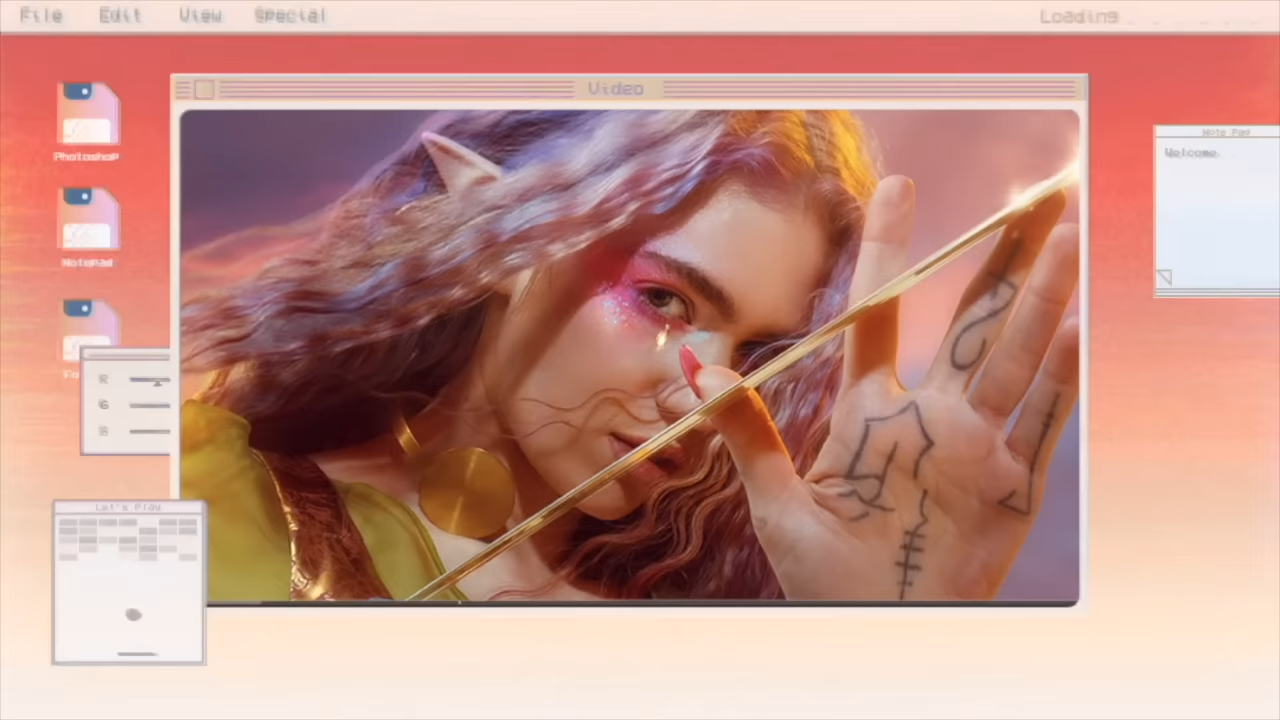 File Edit View Special Loading
Video
Photoshop
Notepad
Note Pad
Welcome
R
G
B
Let's Play